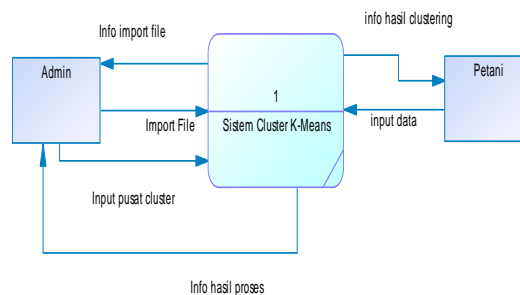 Info import file
info hasil clustering
Admin
Petani
1
Import File
Sistem Cluster K-Means
input data
Input pusat cluster
Info hasil proses